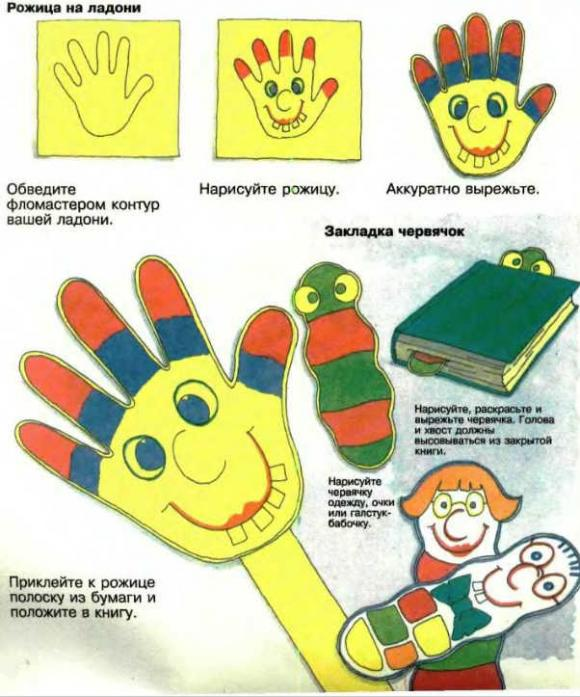 Рожица на ладони
Обведите
фломастером контур
вашей ладони.
Нарисуйте рожицу.
Аккуратно вырежьте.
Закладка червячок
Нарисуйте, раскрасьте и
вырежьте червячка. Голова
и хвост должны
высовываться из закрытой
книги.
Нарисуйте
червячку
одежду, очки
или галстук-
бабочку.
Приклейте к рожице
полоску из бумаги и
положите в книгу.